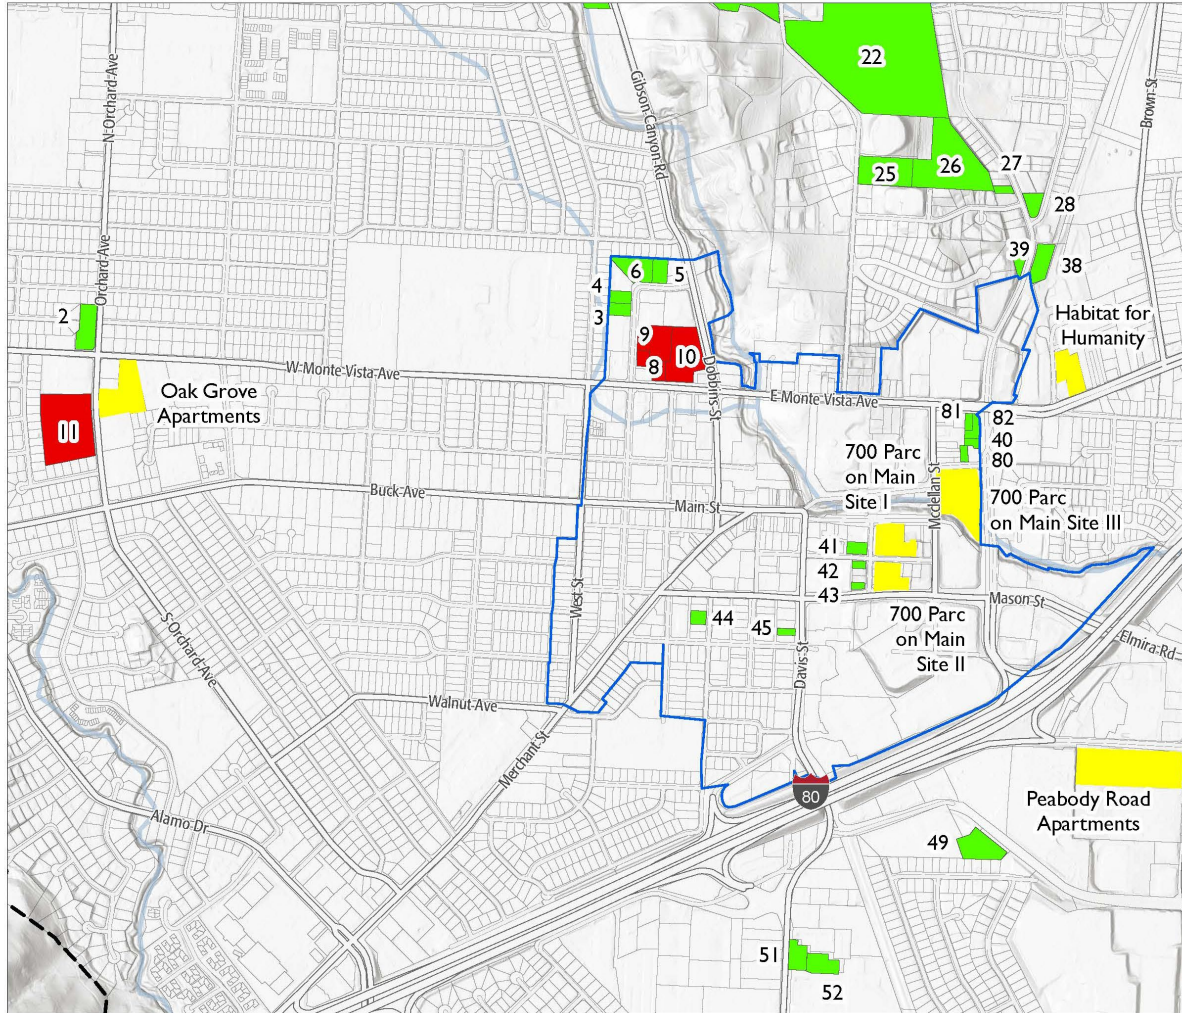 22
N-Orchard-Ave
Gibson-Canyon-Rd
Brown-St
25
26
27
28
39
38
4
6
5
3
2
Orchard-Ave
9
8
10
Habitat for
Humanity
W-Monte-Vista-Ave
Dobbins-St
E-Monte-Vista-Ave
Oak Grove
Apartments
11
81
82
40
80
700 Parc
on Main
Site I
Mcclellan St
700 Parc
on Main Site III
Buck-Ave
Main-St
41
42
43
West-St
Mason-St
44
45
700 Parc
on Main
Site II
Elmira-Rd
S-Orchard-Ave
Davis-St
Walnut-Ave
Merchant-St
80
Peabody Road
Apartments
Alamo-Dr
49
51
52